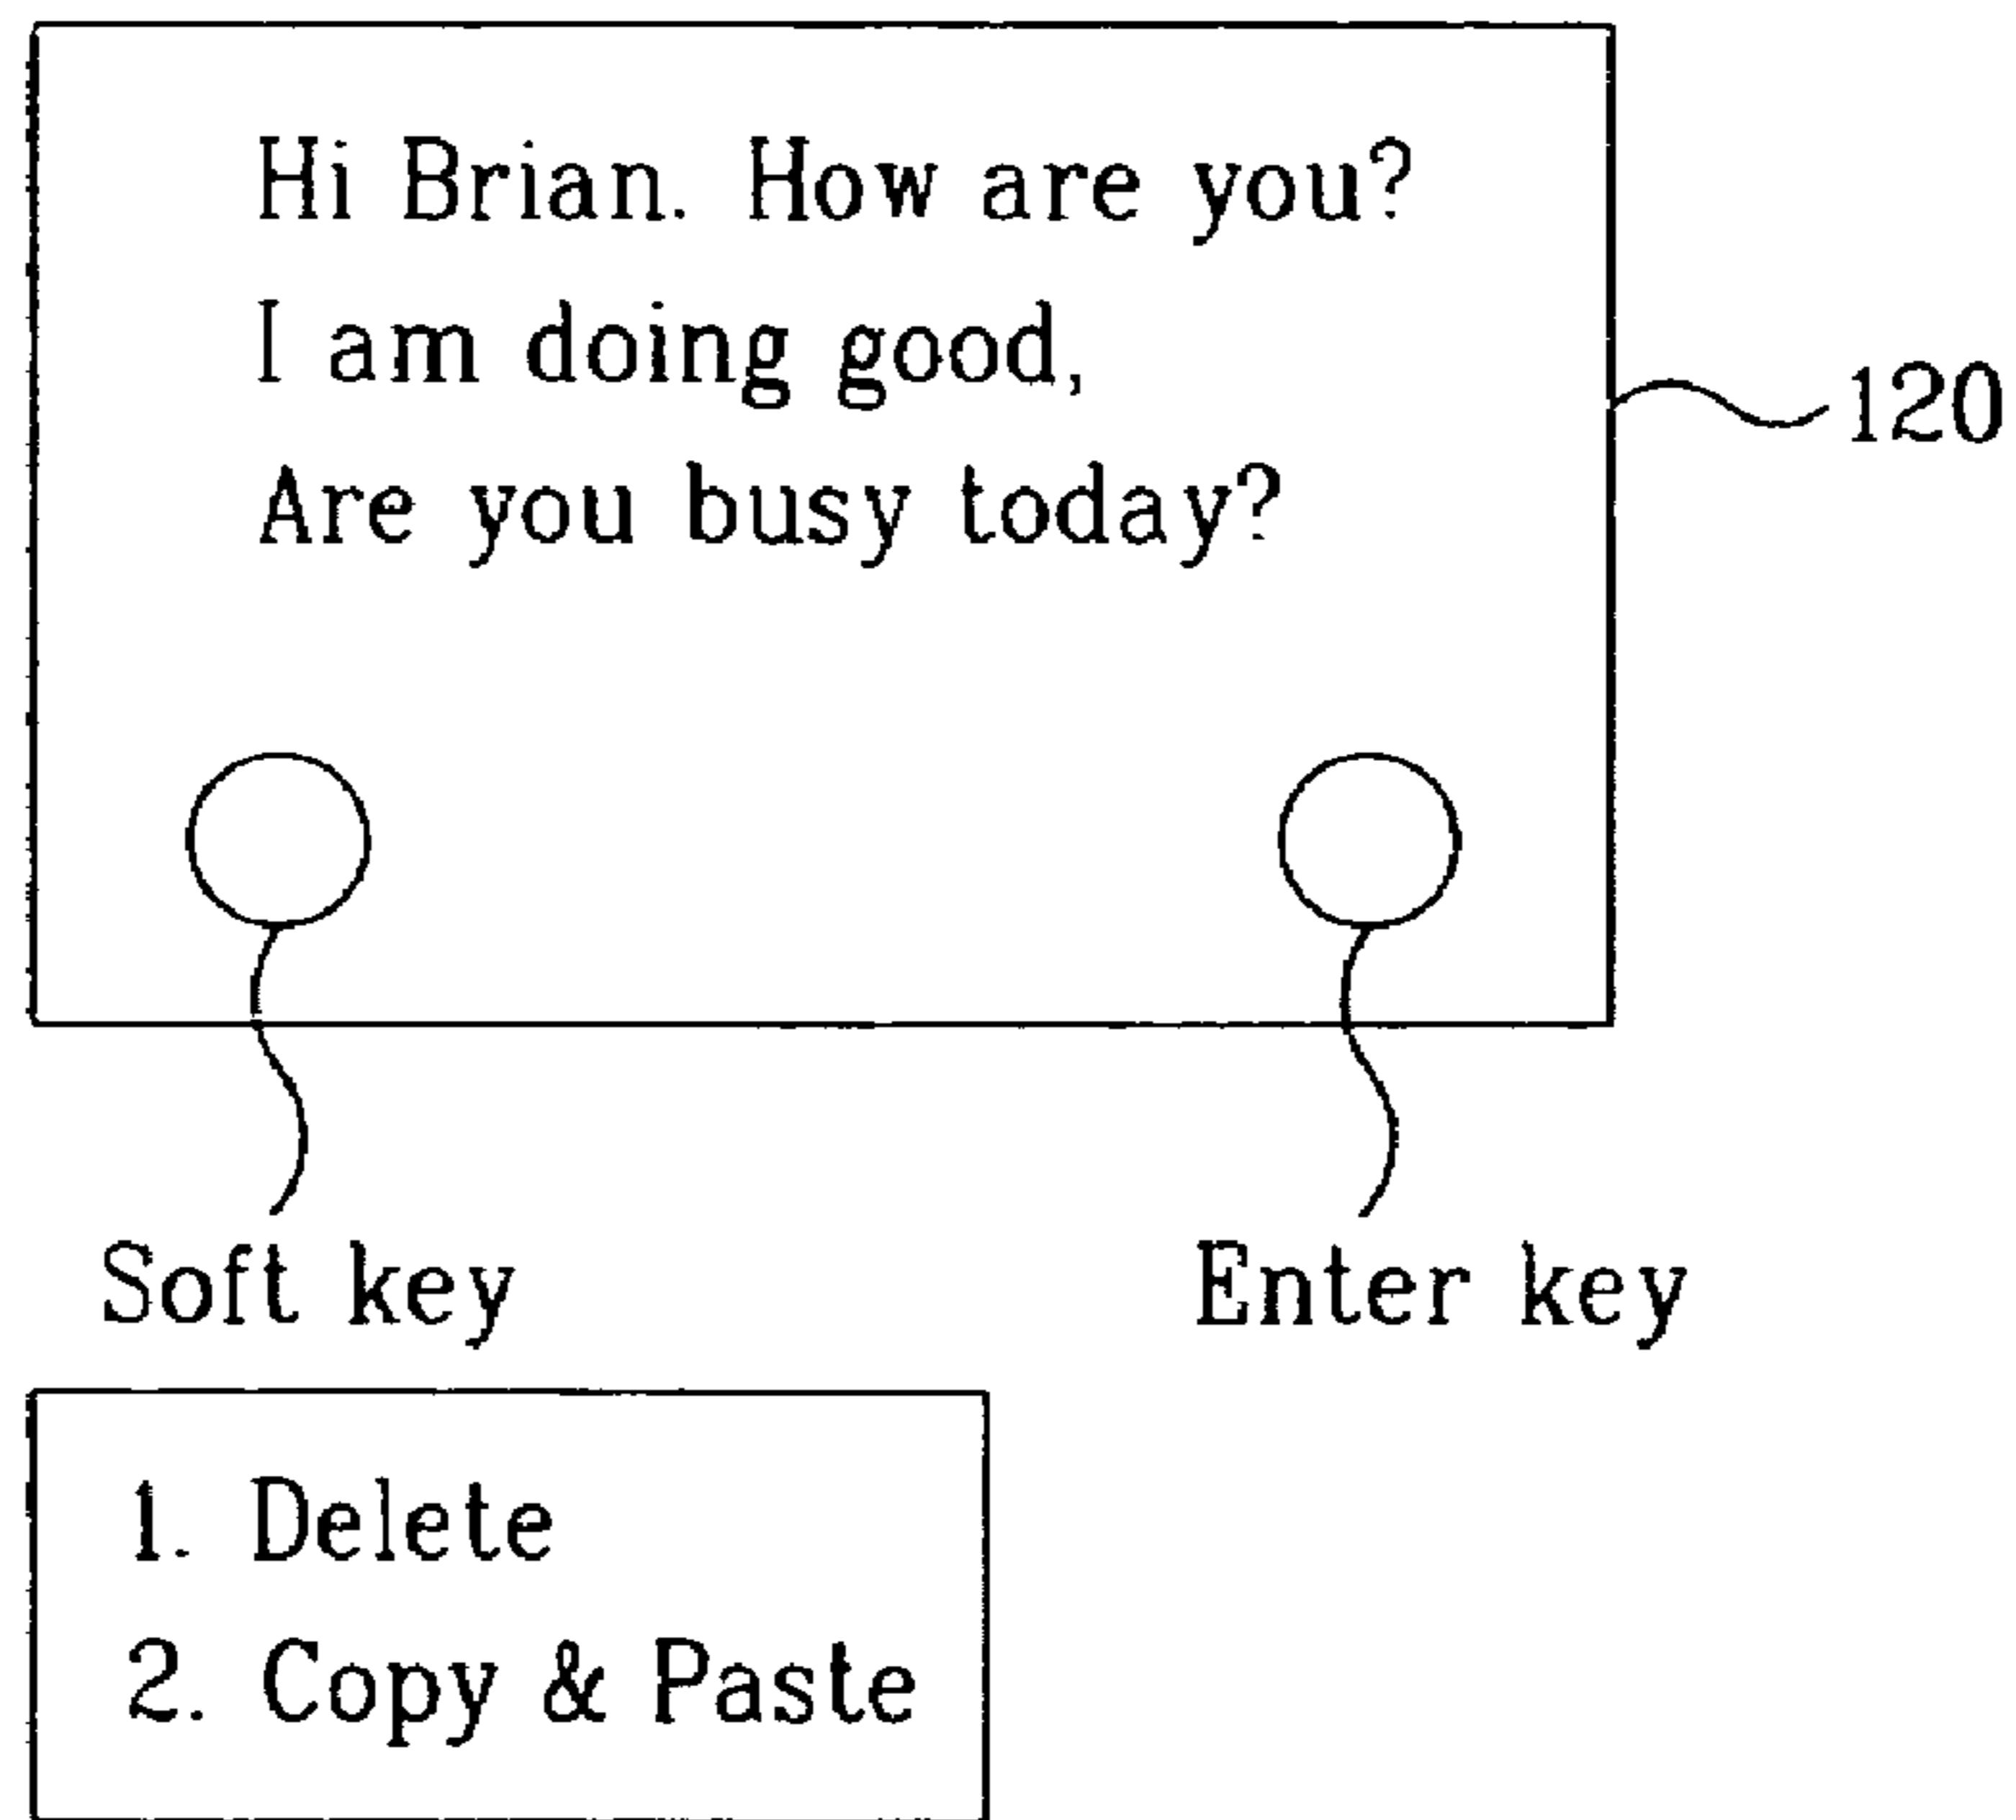 Hi Brian. How are you?
I am doing good,
Are you busy today?
120
Soft key
Enter key
1. Delete
2. Copy & Paste